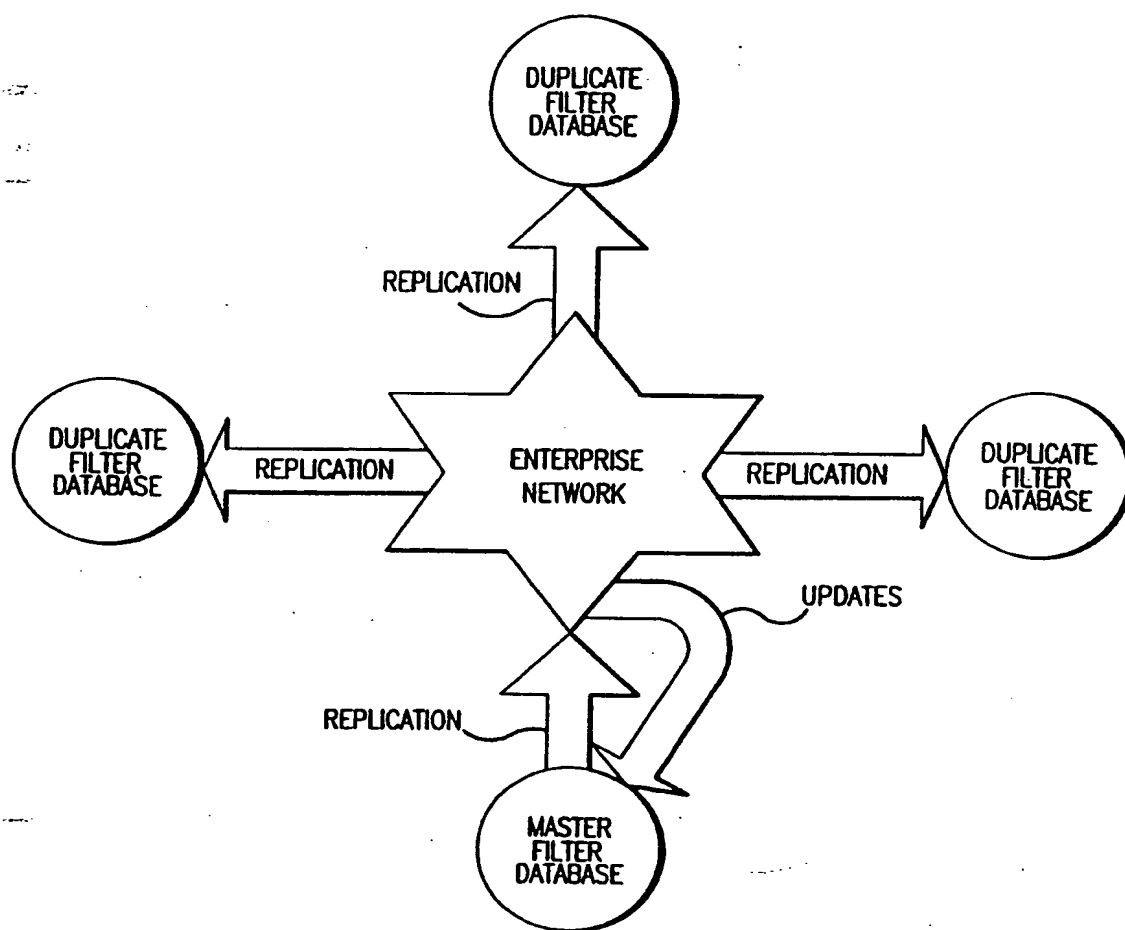 DUPLICATE
FILTER
DATABASE
REPLICATION
DUPLICATE
FILTER
DATABASE
REPLICATION
ENTERPRISE
NETWORK
REPLICATION
DUPLICATE
FILTER
DATABASE
UPDATES
REPLICATION
MASTER
FILTER
DATABASE